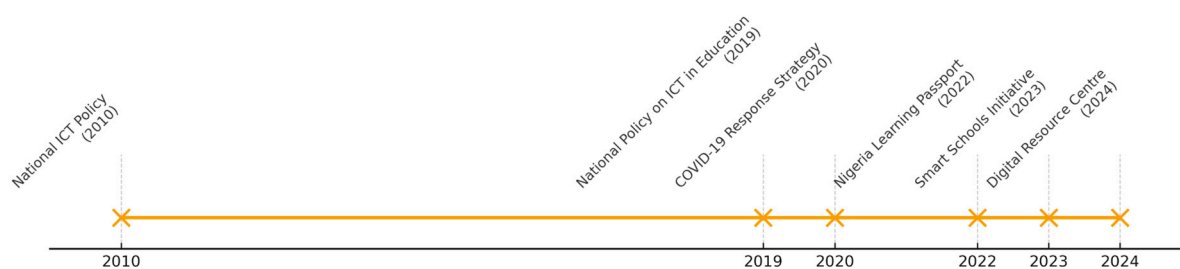 National ICT Policy
(2010)
National Policy on ICT in Education
(2019)
COVID-19 Response Strategy
(2020)
Nigeria Learning Passport
(2022)
Smart Schools Initiative
(2023)
Digital Resource Centre
(2024)
2010
2019
2020
2022
2023
2024